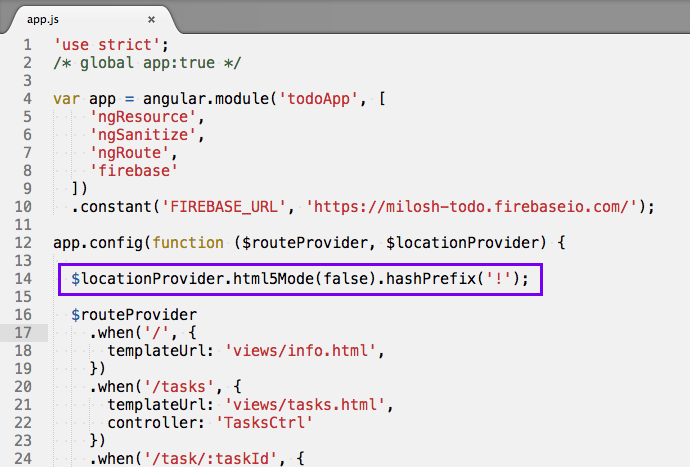 app.js ×
1 'use strict';
2 /* global app:true */
3
4 var app = angular.module('todoApp', [
5 'ngResource',
6 'ngSanitize',
7 'ngRoute',
8 'firebase'
9 ])
10 .constant('FIREBASE_URL', 'https://milosh-todo.firebaseio.com/');
11
12 app.config(function ($routeProvider, $locationProvider) {
13
14 $locationProvider.html5Mode(false).hashPrefix('!');
15
16 $routeProvider
17 .when('/', {
18 templateUrl: 'views/info.html',
19 })
20 .when('/tasks', {
21 templateUrl: 'views/tasks.html',
22 controller: 'TasksCtrl'
23 })
24 .when('/task/:taskId', {